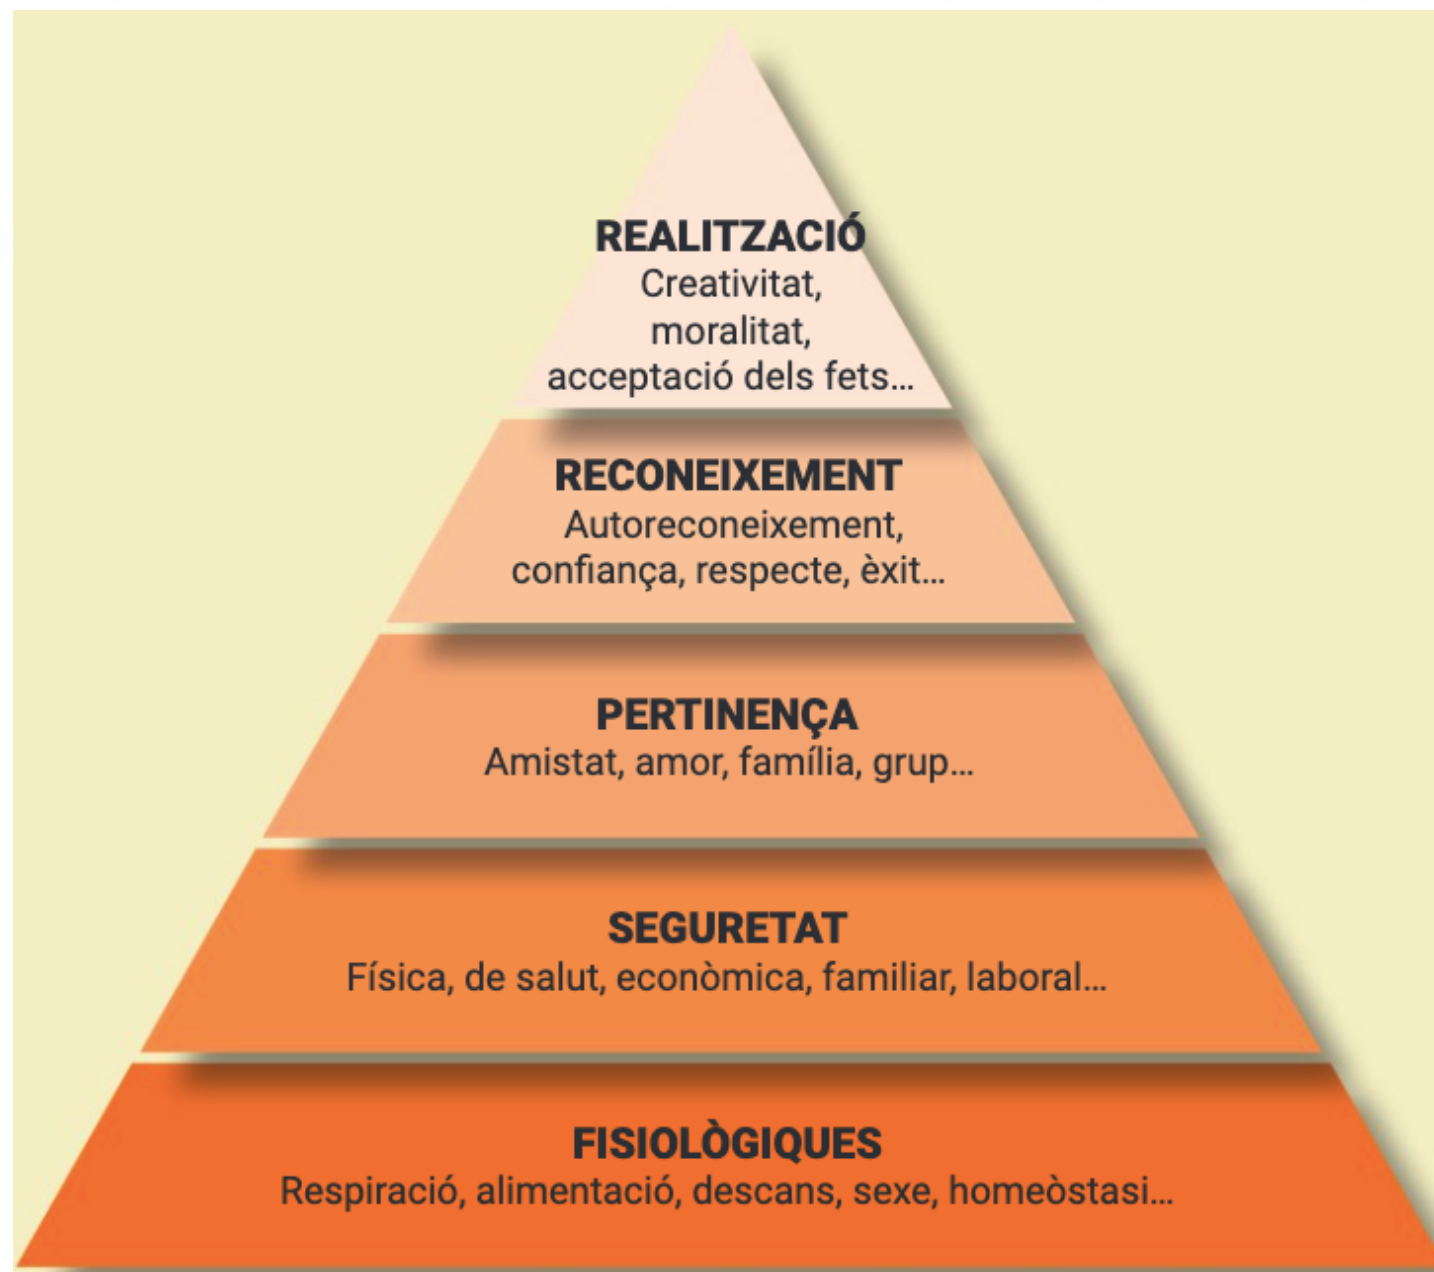 REALITZACIÓ
Creativitat,
moralitat,
acceptació dels fets...
RECONEIXEMENT
Autoreconeixement,
confiança, respecte, èxit...
PERTINENÇA
Amistat, amor, família, grup...
SEGURETAT
Física, de salut, econòmica, familiar, laboral...
FISIOLÒGIQUES
Respiració, alimentació, descans, sexe, homeòstasi...